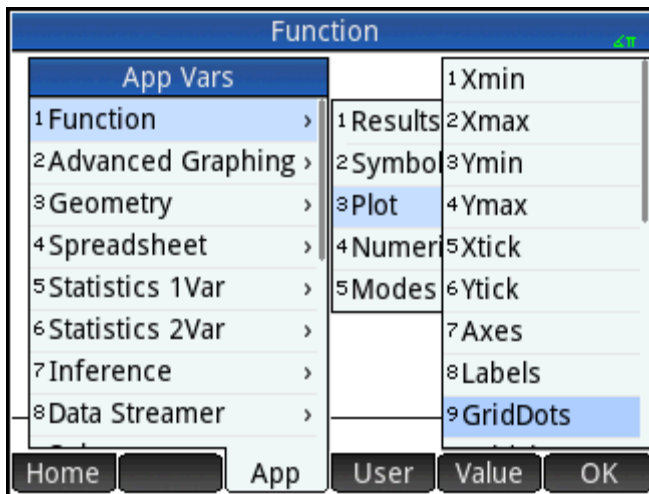 Function
∡π
App Vars
1 Function ›
2 Advanced Graphing ›
3 Geometry ›
4 Spreadsheet ›
5 Statistics 1Var ›
6 Statistics 2Var ›
7 Inference ›
8 Data Streamer ›
1 Results
2 Symbol
3 Plot
4 Numeri
5 Modes
1 Xmin
2 Xmax
3 Ymin
4 Ymax
5 Xtick
6 Ytick
7 Axes
8 Labels
9 GridDots
Home
App
User
Value
OK